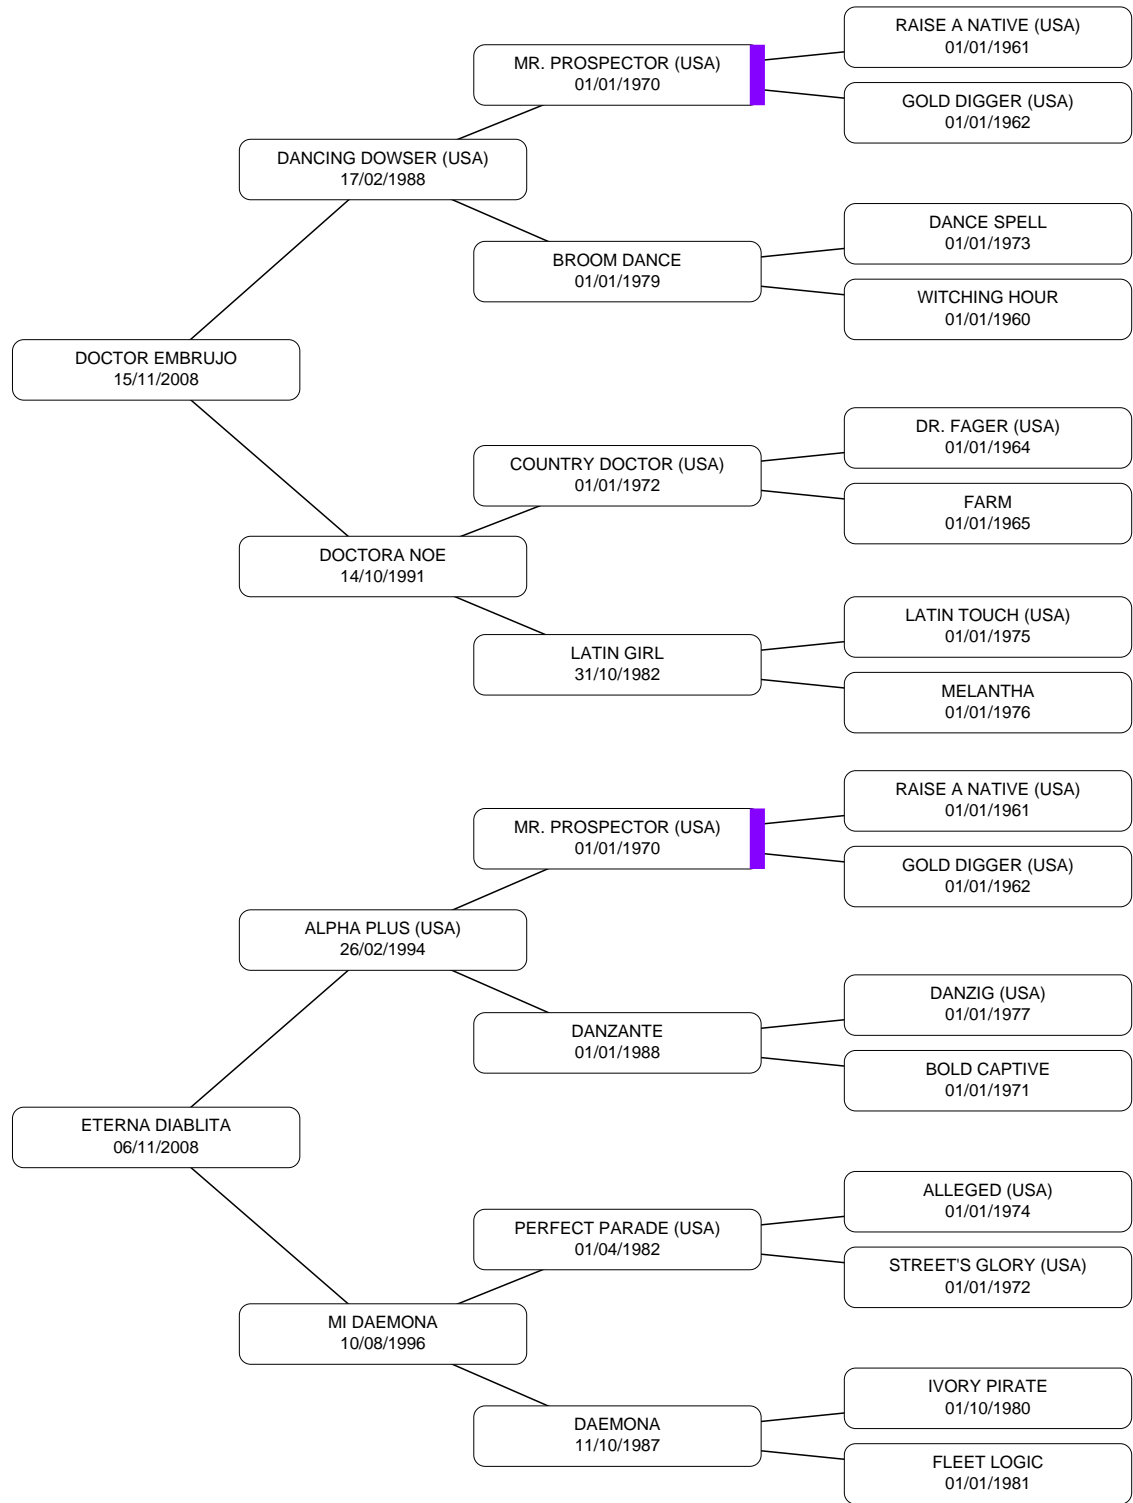 RAISE A NATIVE (USA)
01/01/1961
MR. PROSPECTOR (USA)
01/01/1970
GOLD DIGGER (USA)
01/01/1962
DANCING DOWSER (USA)
17/02/1988
DANCE SPELL
01/01/1973
BROOM DANCE
01/01/1979
WITCHING HOUR
01/01/1960
DOCTOR EMBRUJO
15/11/2008
DR. FAGER (USA)
01/01/1964
COUNTRY DOCTOR (USA)
01/01/1972
FARM
01/01/1965
DOCTORA NOE
14/10/1991
LATIN TOUCH (USA)
01/01/1975
LATIN GIRL
31/10/1982
MELANTHA
01/01/1976
RAISE A NATIVE (USA)
01/01/1961
MR. PROSPECTOR (USA)
01/01/1970
GOLD DIGGER (USA)
01/01/1962
ALPHA PLUS (USA)
26/02/1994
DANZIG (USA)
01/01/1977
DANZANTE
01/01/1988
BOLD CAPTIVE
01/01/1971
ETERNA DIABLITA
06/11/2008
ALLEGED (USA)
01/01/1974
PERFECT PARADE (USA)
01/04/1982
STREET'S GLORY (USA)
01/01/1972
MI DAEMONA
10/08/1996
IVORY PIRATE
01/10/1980
DAEMONA
11/10/1987
FLEET LOGIC
01/01/1981